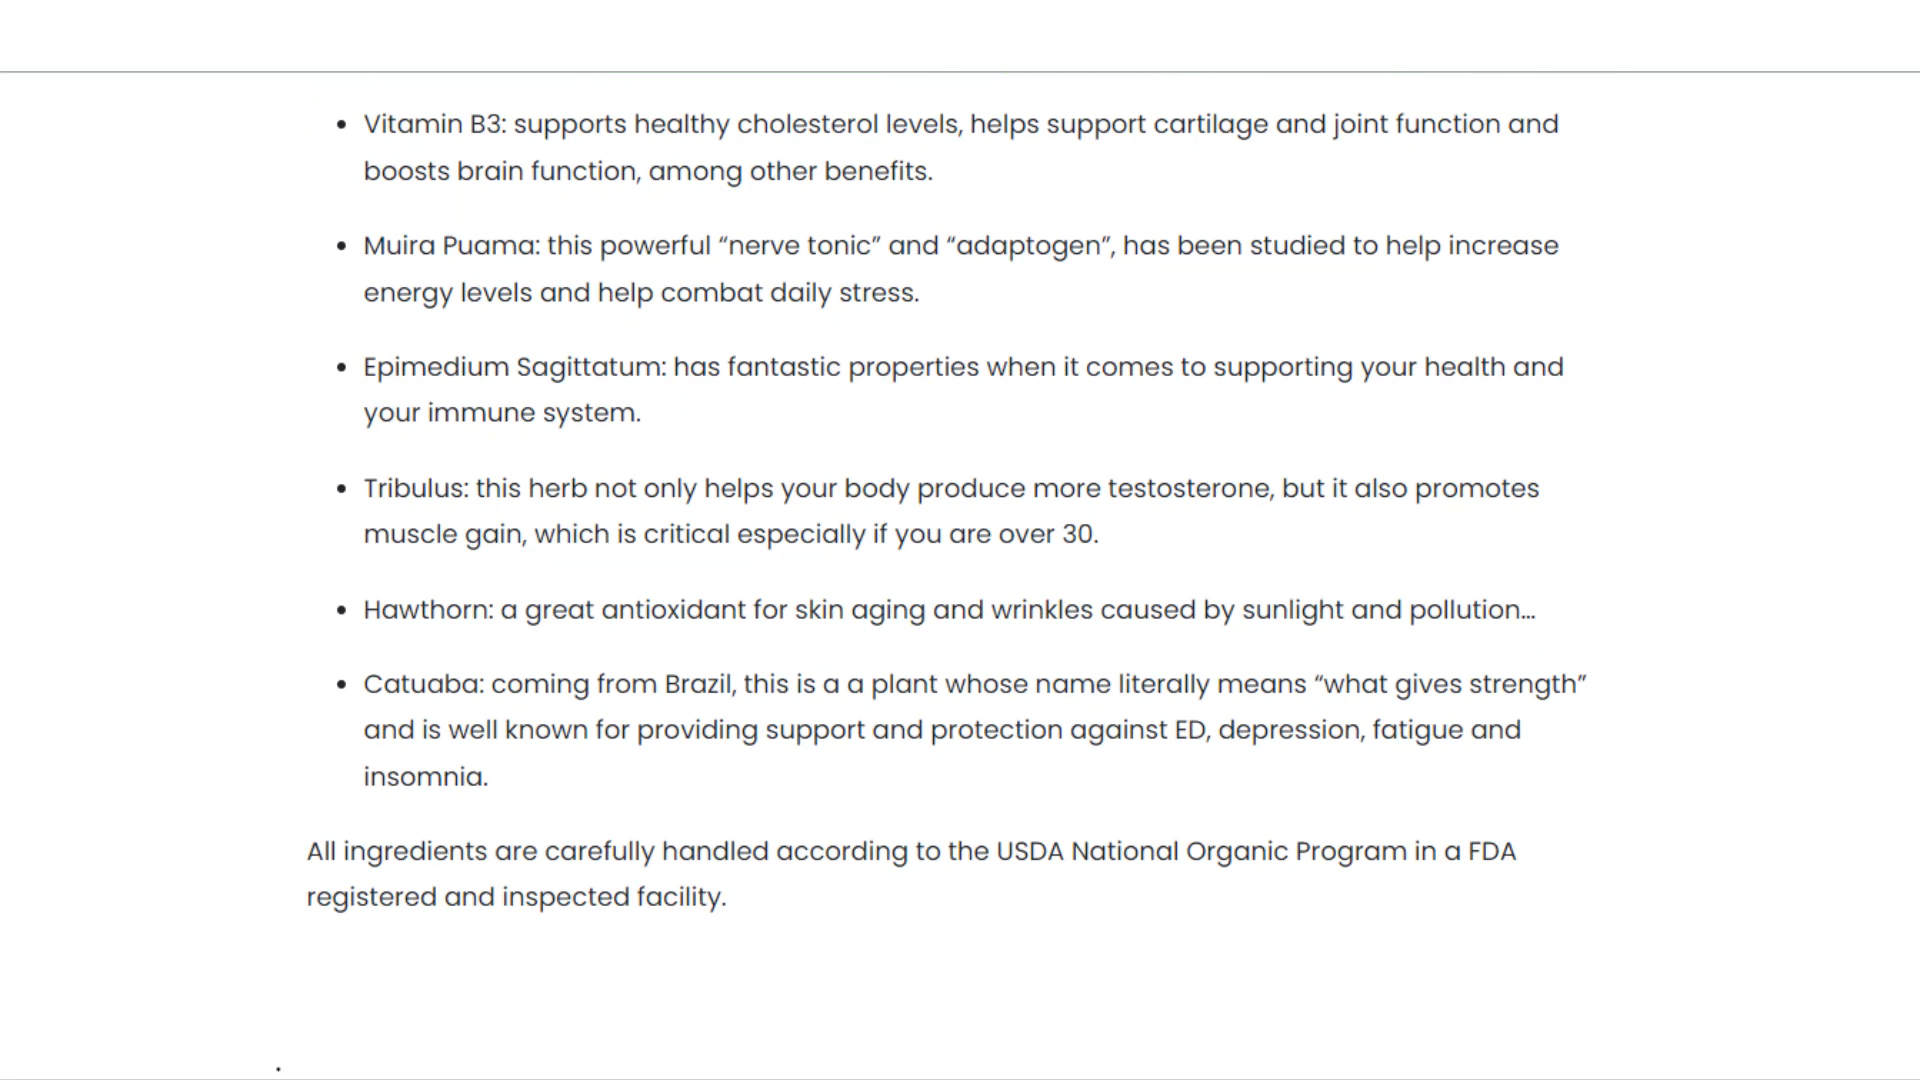 • Vitamin B3: supports healthy cholesterol levels, helps support cartilage and joint function and
boosts brain function, among other benefits.
• Muira Puama: this powerful “nerve tonic” and “adaptogen”, has been studied to help increase
energy levels and help combat daily stress.
• Epimedium Sagittatum: has fantastic properties when it comes to supporting your health and
your immune system.
• Tribulus: this herb not only helps your body produce more testosterone, but it also promotes
muscle gain, which is critical especially if you are over 30.
• Hawthorn: a great antioxidant for skin aging and wrinkles caused by sunlight and pollution...
• Catuaba: coming from Brazil, this is a a plant whose name literally means “what gives strength”
and is well known for providing support and protection against ED, depression, fatigue and
insomnia.
All ingredients are carefully handled according to the USDA National Organic Program in a FDA
registered and inspected facility.